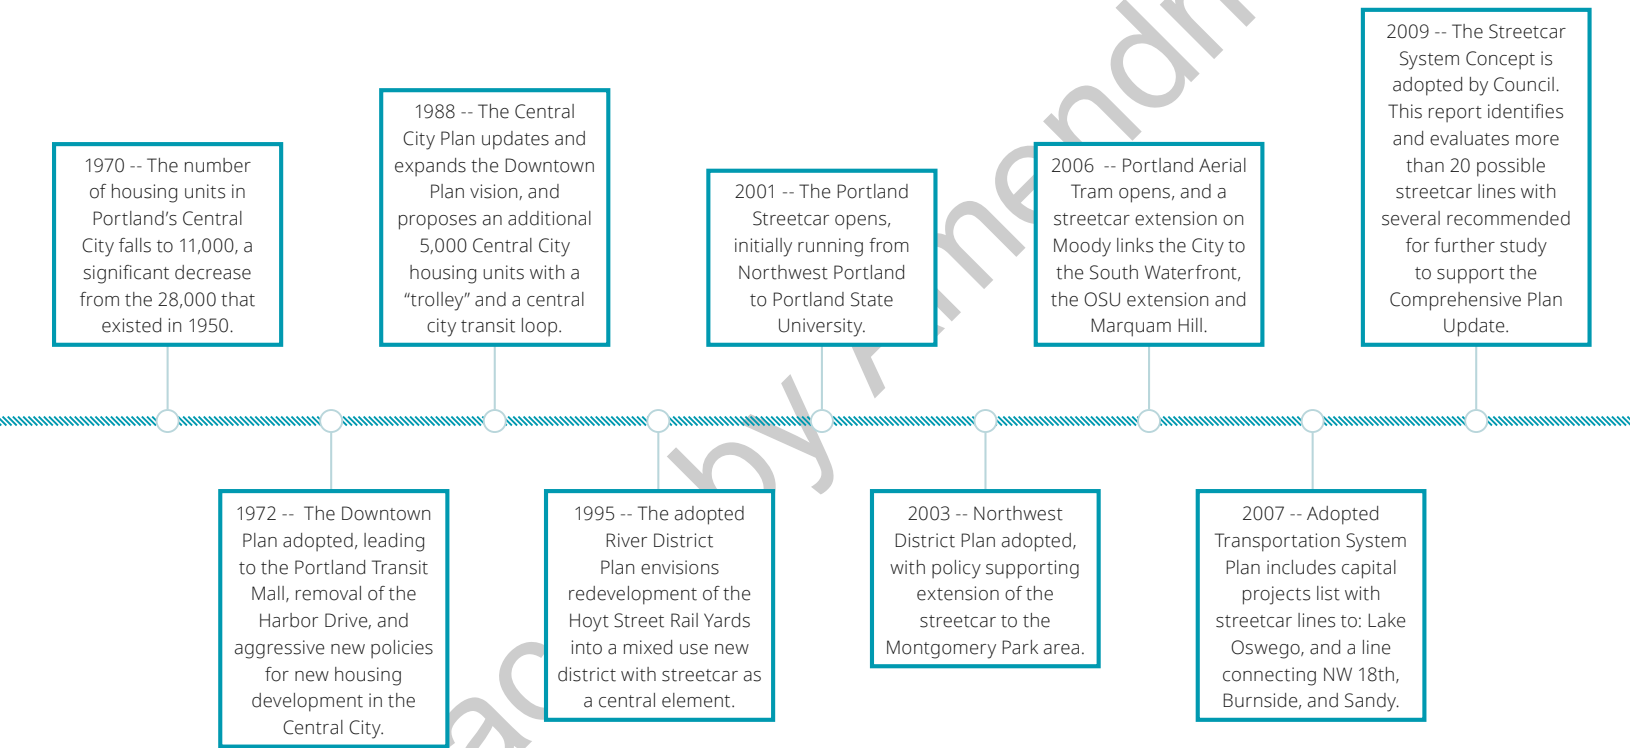 1970 -- The number
of housing units in
Portland's Central
City falls to 11,000, a
significant decrease
from the 28,000 that
existed in 1950.
1972 --  The Downtown
Plan adopted, leading
to the Portland Transit
Mall, removal of the
Harbor Drive, and
aggressive new policies
for new housing
development in the
Central City.
1988 -- The Central
City Plan updates and
expands the Downtown
Plan vision, and
proposes an additional
5,000 Central City
housing units with a
“trolley” and a central
city transit loop.
1995 -- The adopted
River District
Plan envisions
redevelopment of the
Hoyt Street Rail Yards
into a mixed use new
district with streetcar as
a central element.
2001 -- The Portland
Streetcar opens,
initially running from
Northwest Portland
to Portland State
University.
2003 -- Northwest
District Plan adopted,
with policy supporting
extension of the
streetcar to the
Montgomery Park area.
2006  -- Portland Aerial
Tram opens, and a
streetcar extension on
Moody links the City to
the South Waterfront,
the OSU extension and
Marquam Hill.
2007 -- Adopted
Transportation System
Plan includes capital
projects list with
streetcar lines to: Lake
Oswego, and a line
connecting NW 18th,
Burnside, and Sandy.
2009 -- The Streetcar
System Concept is
adopted by Council.
This report identifies
and evaluates more
than 20 possible
streetcar lines with
several recommended
for further study
to support the
Comprehensive Plan
Update.
by